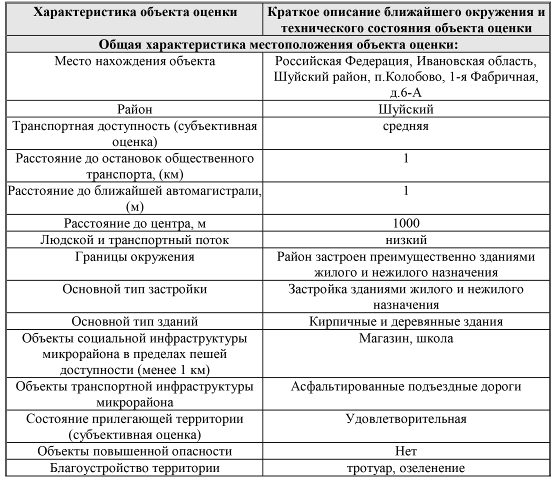 Характеристика объекта оценки
Краткое описание ближайшего окружения и
технического состояния объекта оценки
Общая характеристика местоположения объекта оценки:
Место нахождения объекта
Российская Федерация, Ивановская область,
Шуйский район, п.Колобово, 1-я Фабричная,
д.6-А
Район
Шуйский
Транспортная доступность (субъективная
оценка)
средняя
Расстояние до остановок общественного
транспорта, (км)
1
Расстояние до ближайшей автомагистрали,
(м)
1
Расстояние до центра, м
1000
Людской и транспортный поток
низкий
Границы окружения
Район застроен преимущественно зданиями
жилого и нежилого назначения
Основной тип застройки
Застройка зданиями жилого и нежилого
назначения
Основной тип зданий
Кирпичные и деревянные здания
Объекты социальной инфраструктуры
микрорайона в пределах пешей
доступности (менее 1 км)
Магазин, школа
Объекты транспортной инфраструктуры
микрорайона
Асфальтированные подъездные дороги
Состояние прилегающей территории
(субъективная оценка)
Удовлетворительная
Объекты повышенной опасности
Нет
Благоустройство территории
тротуар, озеленение